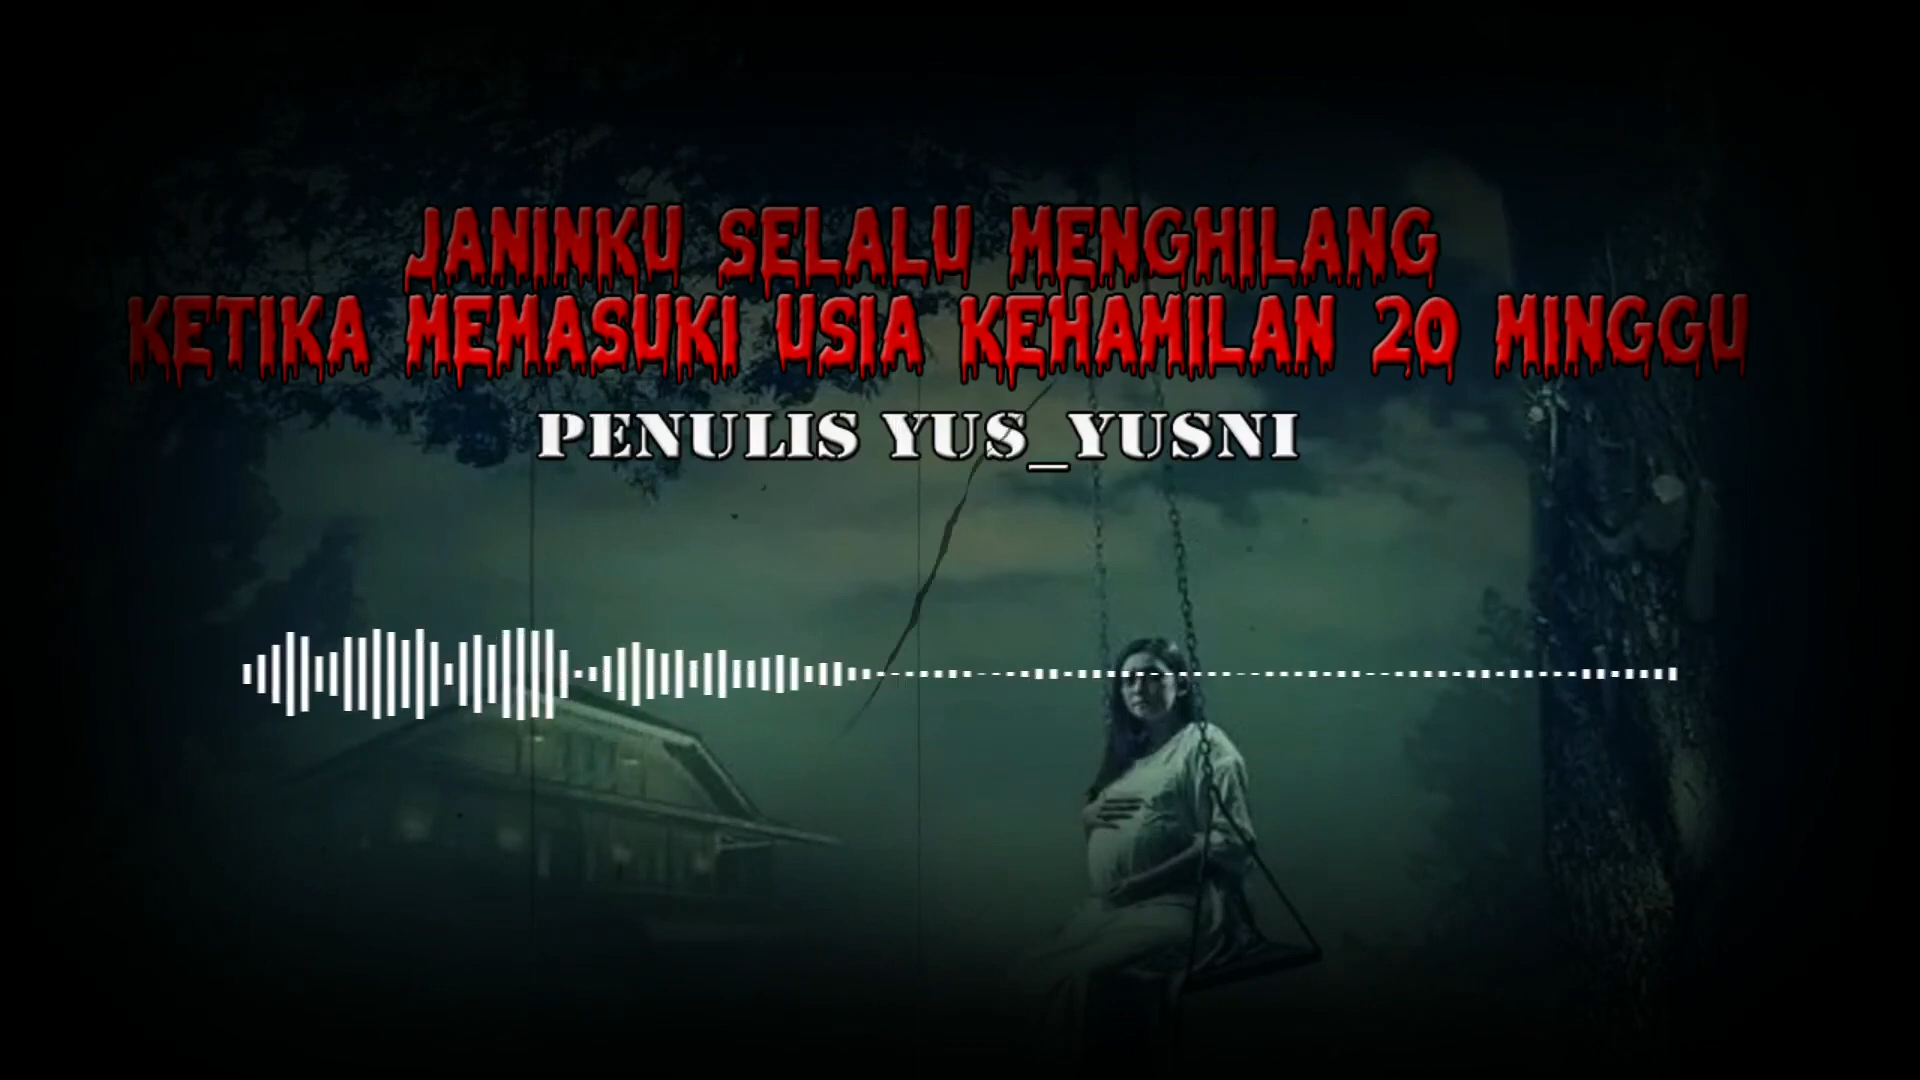 JANINKU SELALU MENGHILANG
KETIKA MEMASUKI USIA KEHAMILAN 20 MINGGU
PENULIS YUS_YUSNI